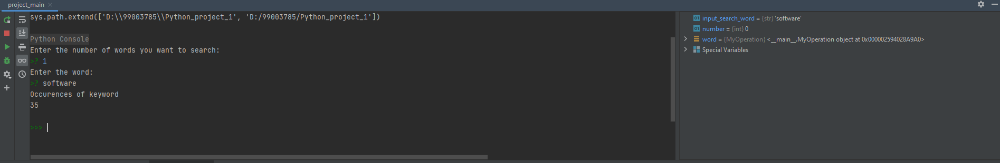 project_main
sys.path.extend(['D:\\99003785\\Python_project_1', 'D:/99003785/Python_project_1'])
Python Console
Enter the number of words you want to search:
>? 1
Enter the word:
>? software
Occurences of keyword
35
>>>
input_search_word = {str} 'software'
number = {int} 0
word = {MyOperation} <__main__.MyOperation object at 0x000002594028A9A0>
Special Variables